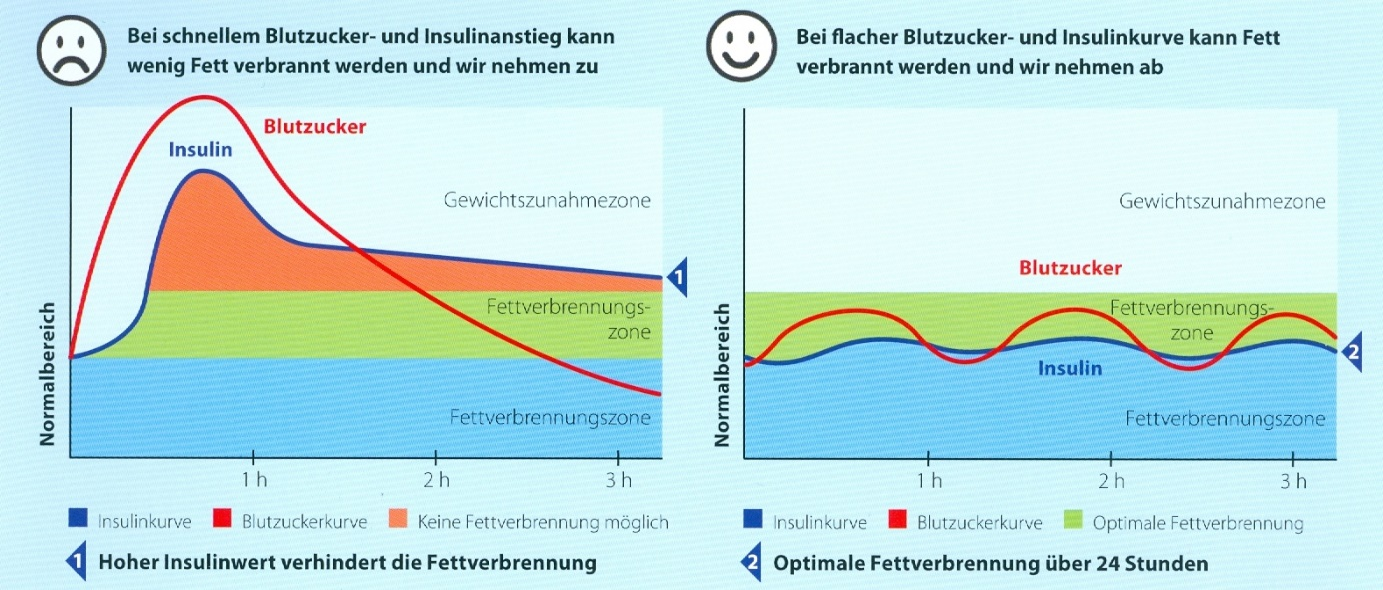 Bei schnellem Blutzucker- und Insulinanstieg kann
wenig Fett verbrannt werden und wir nehmen zu
Blutzucker
Insulin
Gewichtszunahmezone
1
Fettverbrennungs-
zone
Normalbereich
Fettverbrennungszone
1 h
2 h
3 h
Insulinkurve
Blutzuckerkurve
Keine Fettverbrennung möglich
1 Hoher Insulinwert verhindert die Fettverbrennung
Bei flacher Blutzucker- und Insulinkurve kann Fett
verbrannt werden und wir nehmen ab
Gewichtszunahmezone
Blutzucker
Fettverbrennungs-
zone
2
Insulin
Normalbereich
Fettverbrennungszone
1 h
2 h
3 h
Insulinkurve
Blutzuckerkurve
Optimale Fettverbrennung
2 Optimale Fettverbrennung über 24 Stunden